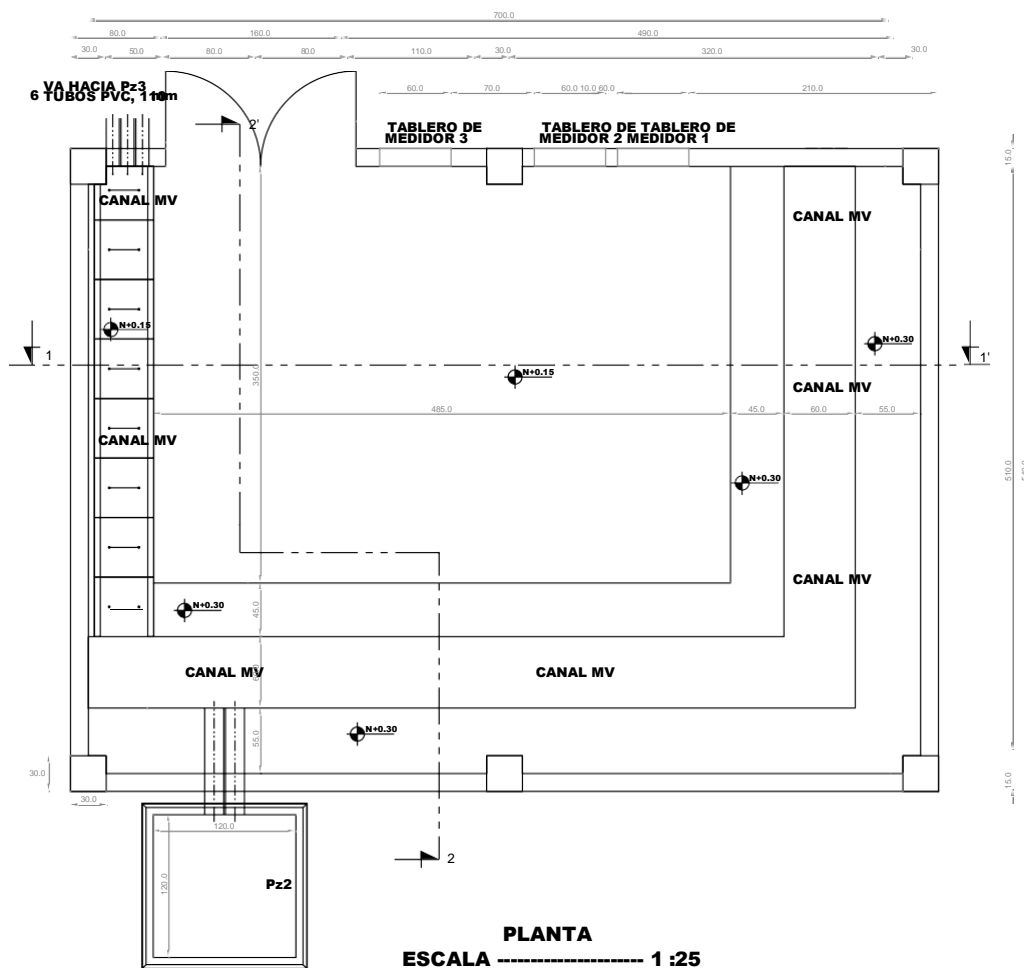 700.0
80.0 160.0 490.0
30.0 50.0 80.0 80.0 110.0 30.0 320.0 30.0
VA HACIA Pz3
6 TUBOS PVC, 110mm
60.0 70.0 60.0 10.0 60.0 210.0
2'
TABLERO DE
MEDIDOR 3
TABLERO DE TABLERO DE
MEDIDOR 2 MEDIDOR 1
15.0
CANAL MV
CANAL MV
N+0.15
N+0.30
1
1'
350.0
N+0.15
CANAL MV
485.0 45.0 60.0 55.0
CANAL MV
510.0
N+0.30
CANAL MV
N+0.30
45.0
CANAL MV
CANAL MV
N+0.30
55.0
30.0
15.0
30.0
120.0
2
120.0
Pz2
PLANTA
ESCALA ---------------------- 1 :25